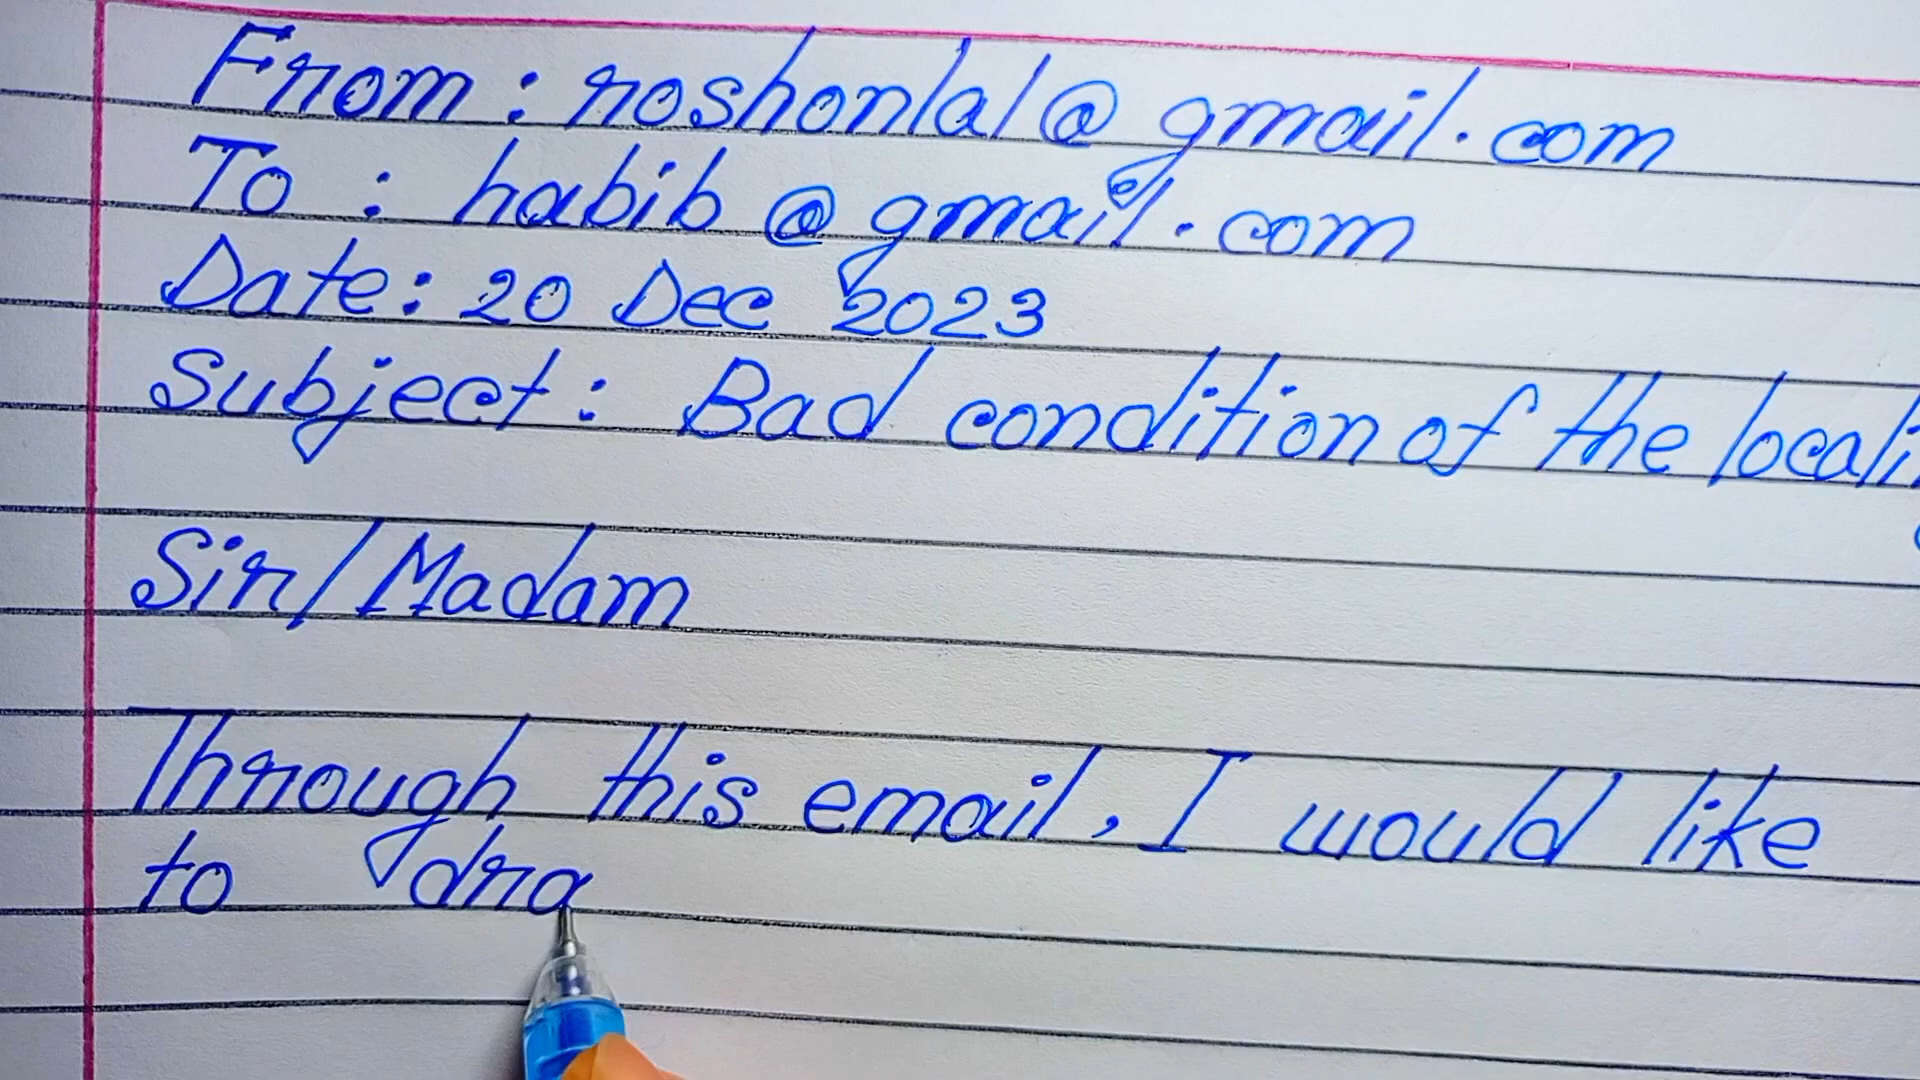 From : roshonlal@gmail.com
To : habib@gmail.com
Date: 20 Dec 2023
Subject: Bad condition of the locali
Sir/Madam
Through this email, I would like
to dra